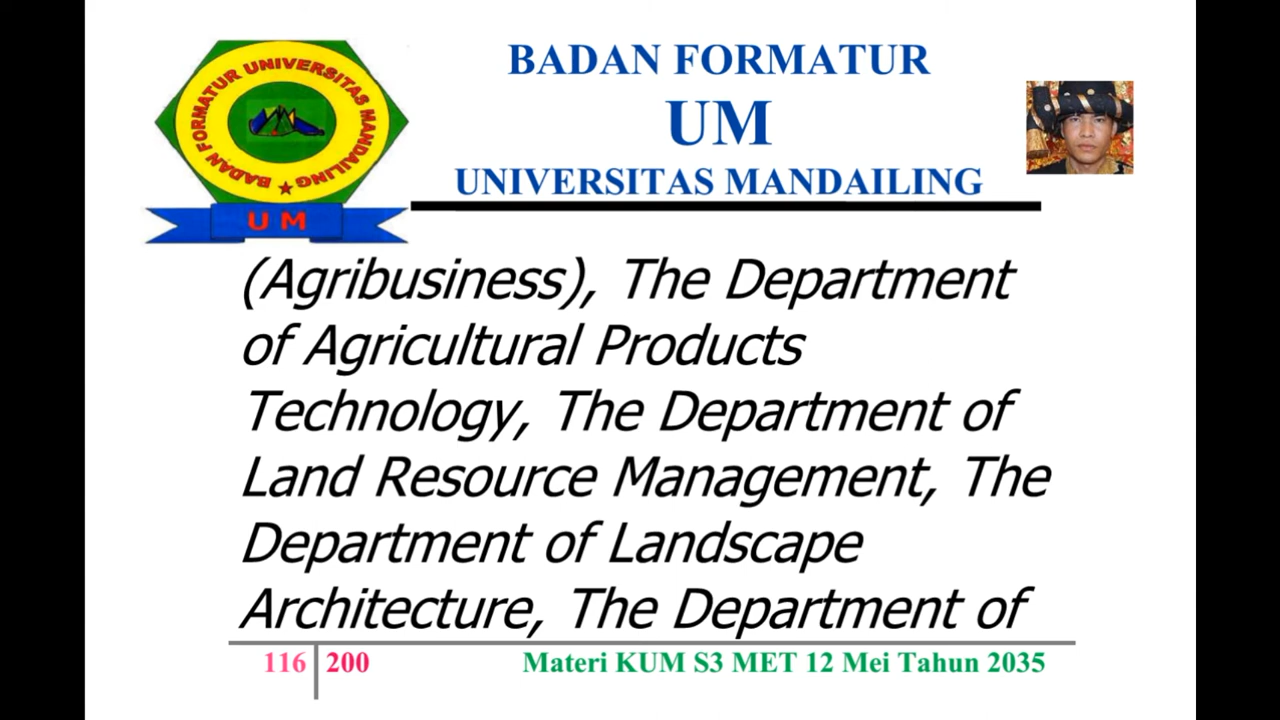 BADAN FORMATUR UNIVERSITAS MANDAILING
U M
BADAN FORMATUR
UM
UNIVERSITAS MANDAILING
(Agribusiness), The Department
of Agricultural Products
Technology, The Department of
Land Resource Management, The
Department of Landscape
Architecture, The Department of
116 200 Materi KUM S3 MET 12 Mei Tahun 2035